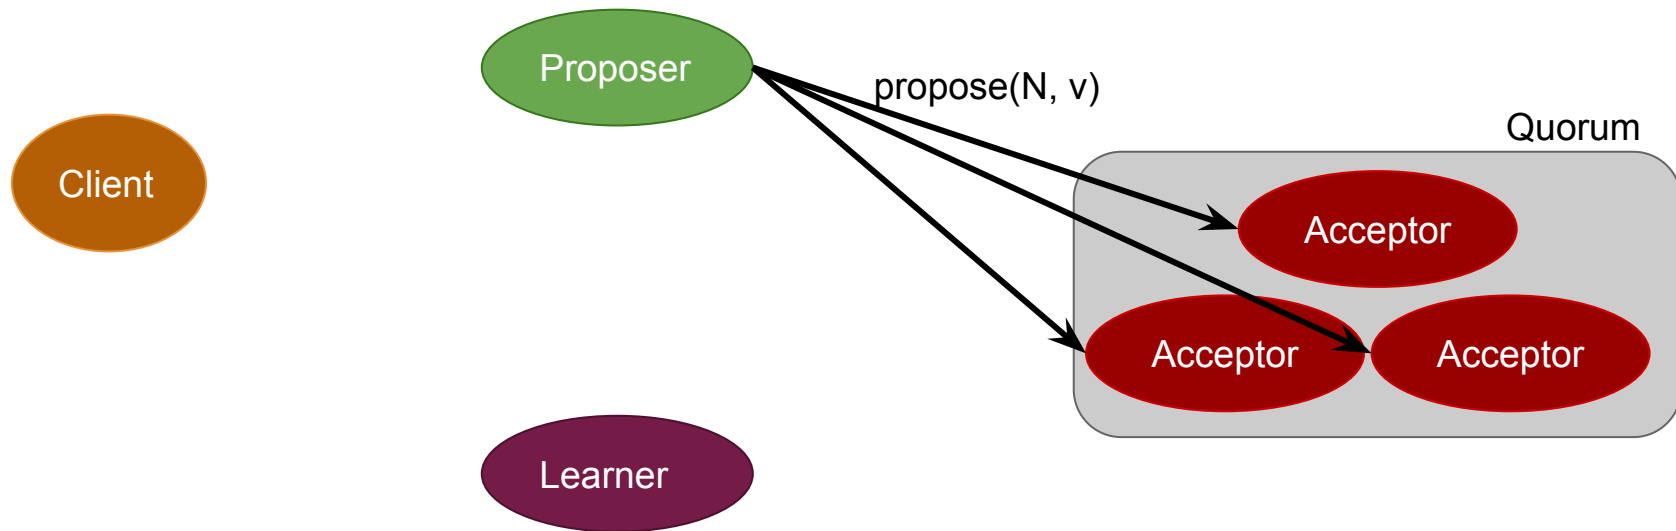 Proposer
propose(N, v)
Quorum
Client
Acceptor
Acceptor
Acceptor
Learner